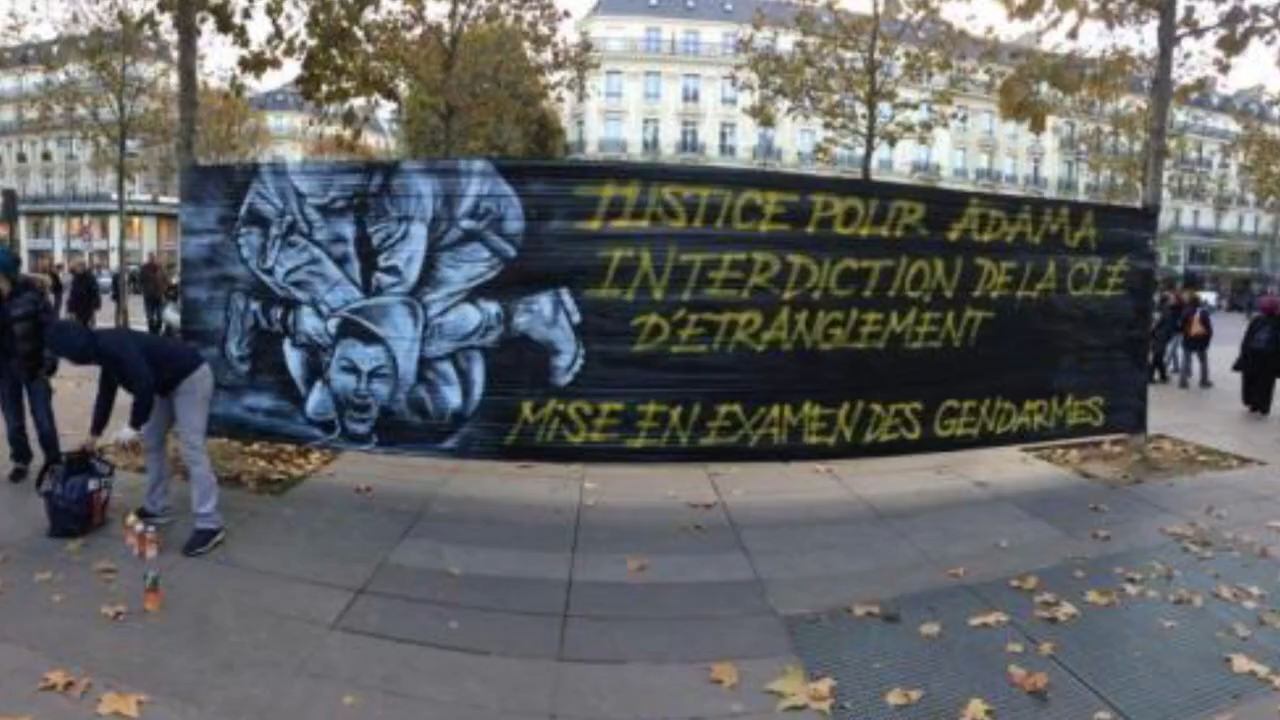 JUSTICE POUR ADAMA
INTERDICTION DE LA CLÉ
D'ETRANGLEMENT
MISE EN EXAMEN DES GENDARMES